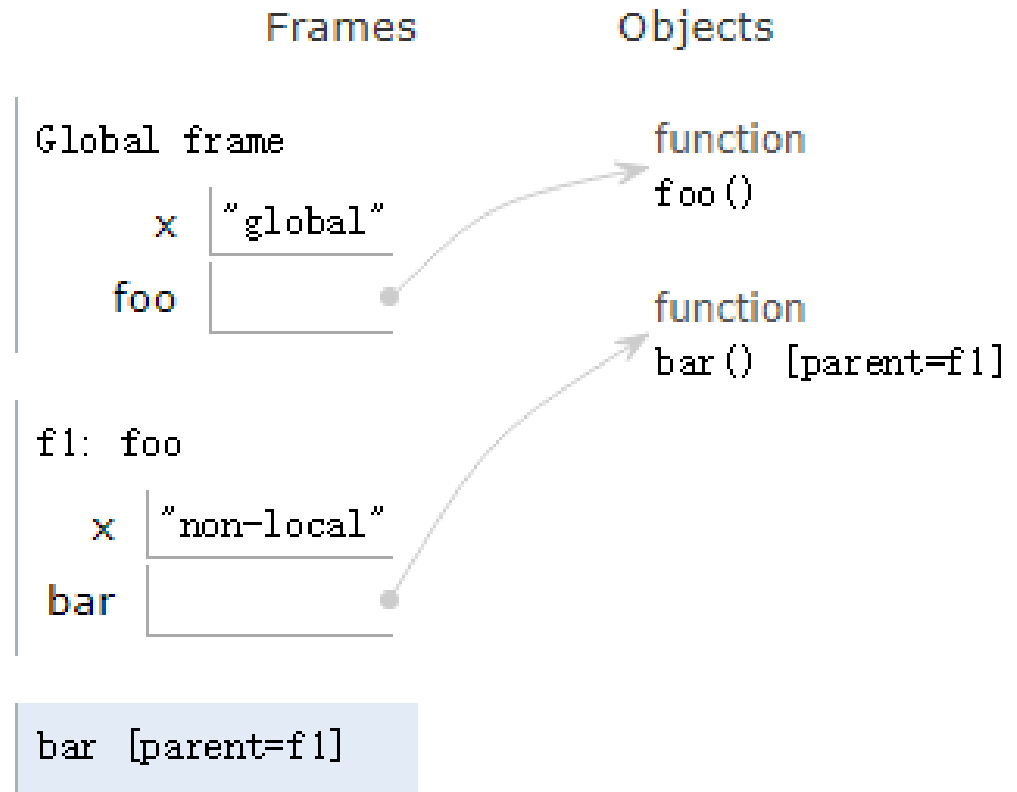 Frames Objects
Global frame
x "global"
foo
function
foo()
function
bar() [parent=f1]
f1: foo
x "non-local"
bar
bar [parent=f1]